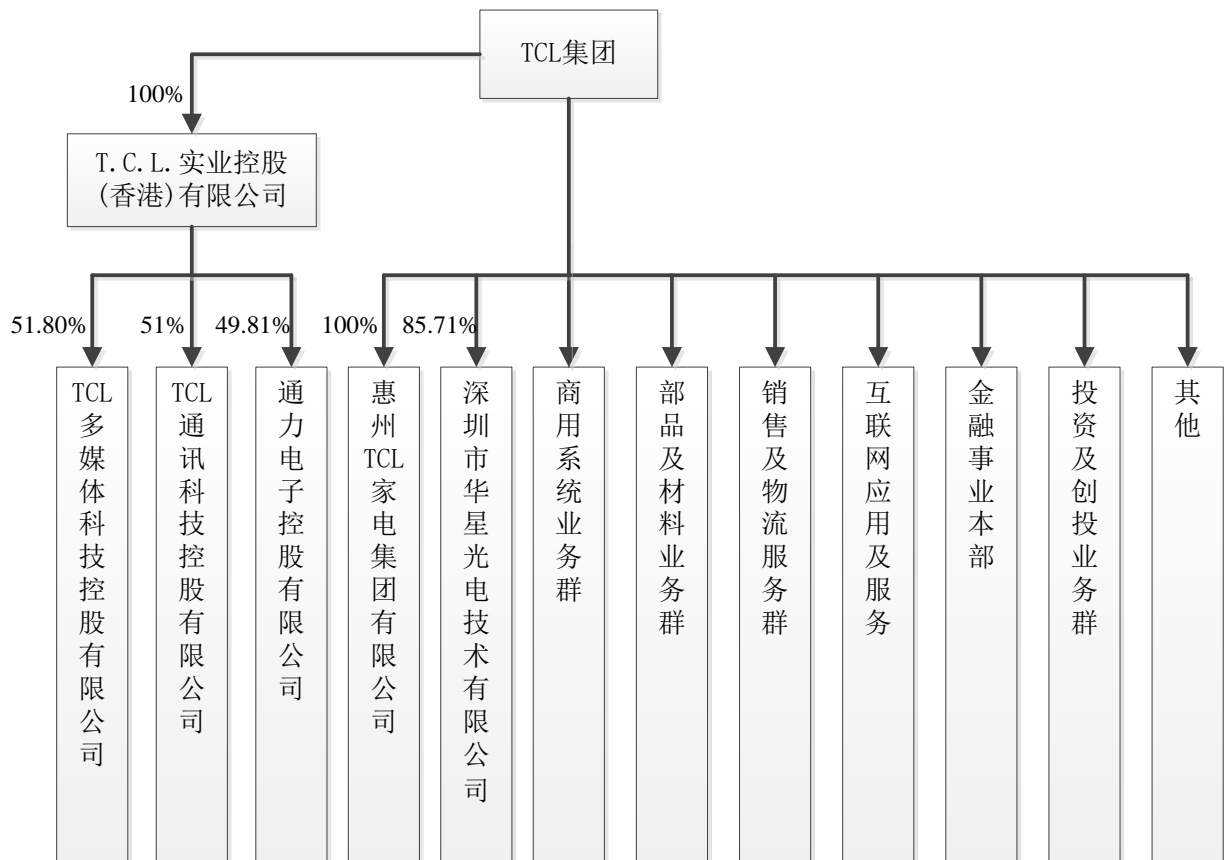 TCL集团
100%
T.C.L.实业控股
(香港)有限公司
51.80%
51%
49.81%
100%
85.71%
TCL多媒体科技控股有限公司
TCL通讯科技控股有限公司
通力电子控股有限公司
惠州TCL家电集团有限公司
深圳市华星光电技术有限公司
商用系统业务群
部品及材料业务群
销售及物流服务群
互联网应用及服务
金融事业本部
投资及创投业务群
其他